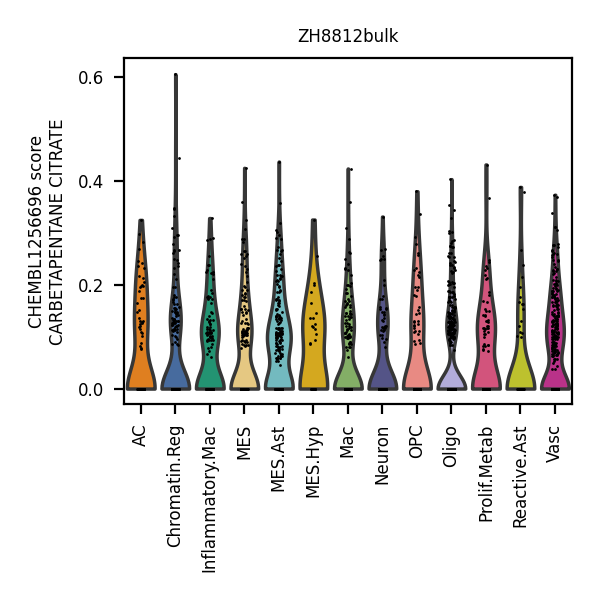 ZH8812bulk
CHEMBL1256696 score
CARBETAPENTANE CITRATE
0.6
0.4
0.2
0.0
AC
Chromatin.Reg
Inflammatory.Mac
MES
MES.Ast
MES.Hyp
Mac
Neuron
OPC
Oligo
Prolif.Metab
Reactive.Ast
Vasc